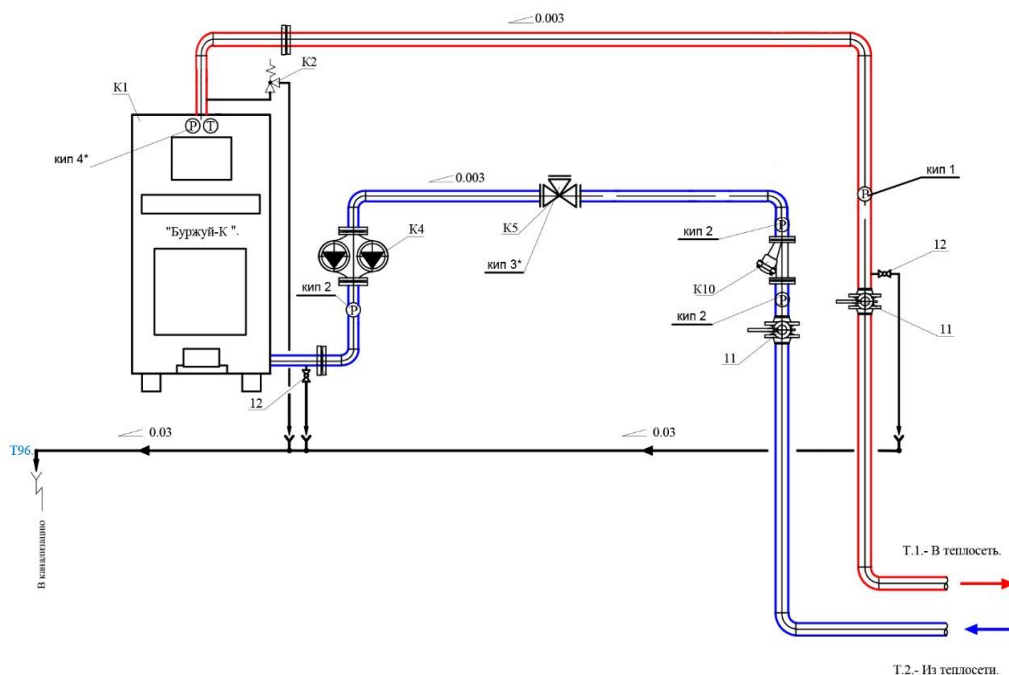 0.003
К2
К1
P T
кип 4*
0.003
P
кип 1
"Буржуй-К ".
К4
К5
кип 2
P
12
кип 3*
К10
кип 2
P
кип 2
P
11
11
12
0.03
0.03
Т96.
В канализацию
Т.1.- В теплосеть.
Т.2.- Из теплосети.